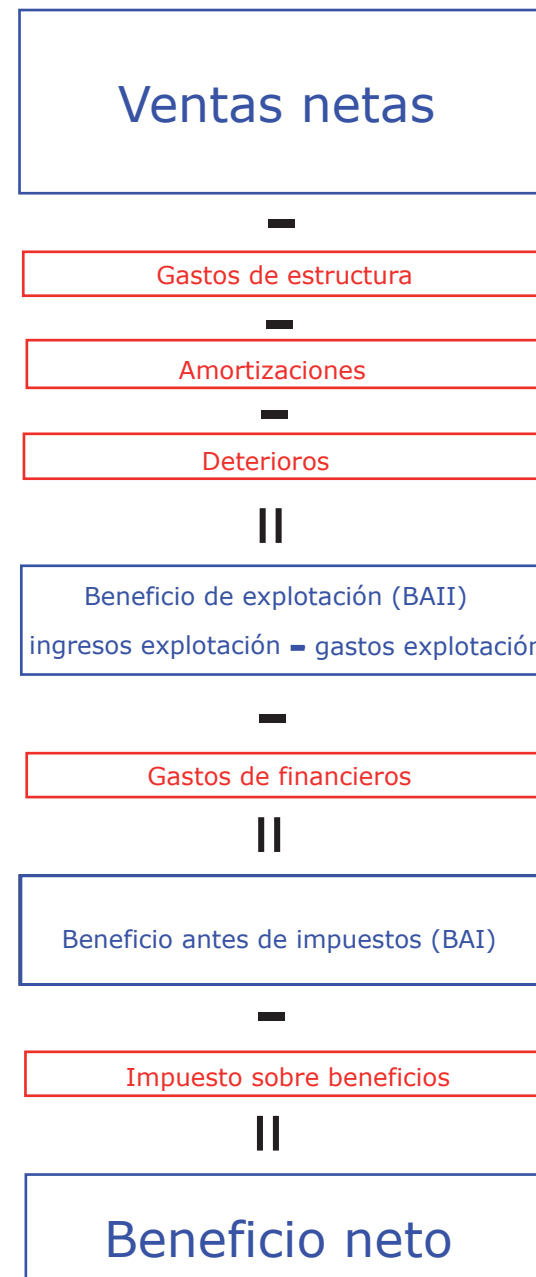 Ventas netas
-
Gastos de estructura
-
Amortizaciones
-
Deterioros
=
Beneficio de explotación (BAII)
ingresos explotación - gastos explotación
-
Gastos de financieros
=
Beneficio antes de impuestos (BAI)
-
Impuesto sobre beneficios
=
Beneficio neto